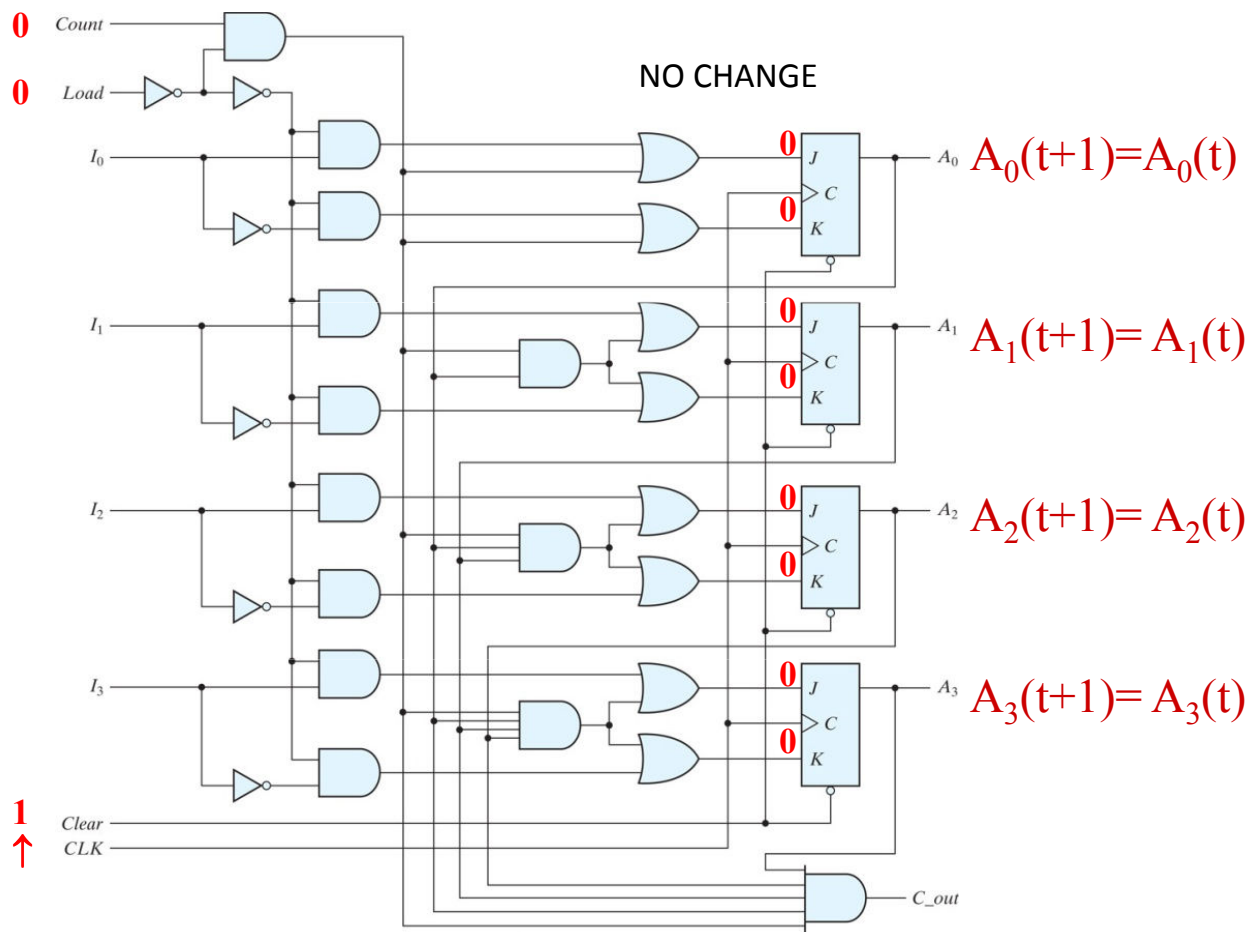 0 Count
0 Load
NO CHANGE
I0
0 J A0 A0(t+1)=A0(t)
C
0 K
I1
0 J A1 A1(t+1)= A1(t)
C
0 K
I2
0 J A2 A2(t+1)= A2(t)
C
0 K
I3
0 J A3 A3(t+1)= A3(t)
C
0 K
1 Clear
↑ CLK
C_out